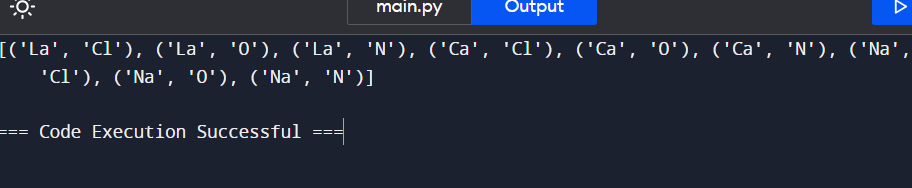 main.py Output
[('La', 'Cl'), ('La', 'O'), ('La', 'N'), ('Ca', 'Cl'), ('Ca', 'O'), ('Ca', 'N'), ('Na',
'Cl'), ('Na', 'O'), ('Na', 'N')]
=== Code Execution Successful ===